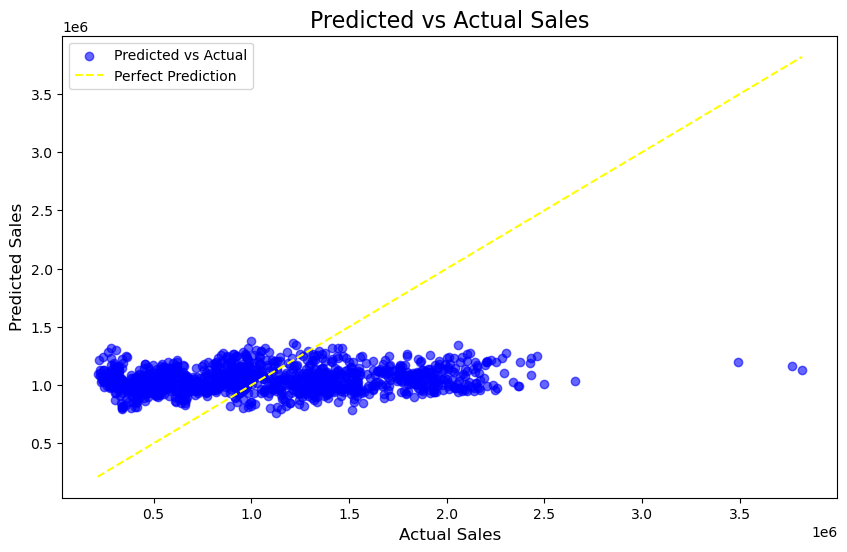 Predicted vs Actual Sales
1e6
Predicted vs Actual
Perfect Prediction
3.5
3.0
2.5
2.0
1.5
1.0
0.5
Predicted Sales
0.5 1.0 1.5 2.0 2.5 3.0 3.5
1e6
Actual Sales